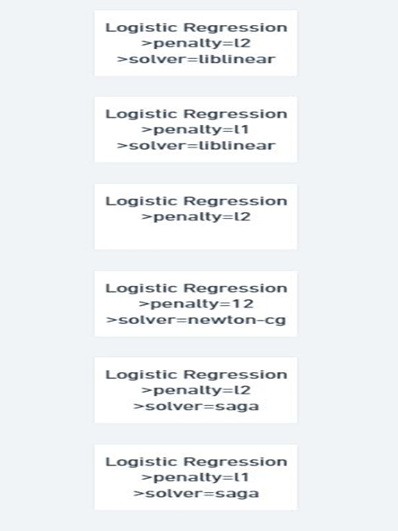 Logistic Regression
>penalty=l2
>solver=liblinear
Logistic Regression
>penalty=l1
>solver=liblinear
Logistic Regression
>penalty=l2
Logistic Regression
>penalty=12
>solver=newton-cg
Logistic Regression
>penalty=l2
>solver=saga
Logistic Regression
>penalty=l1
>solver=saga